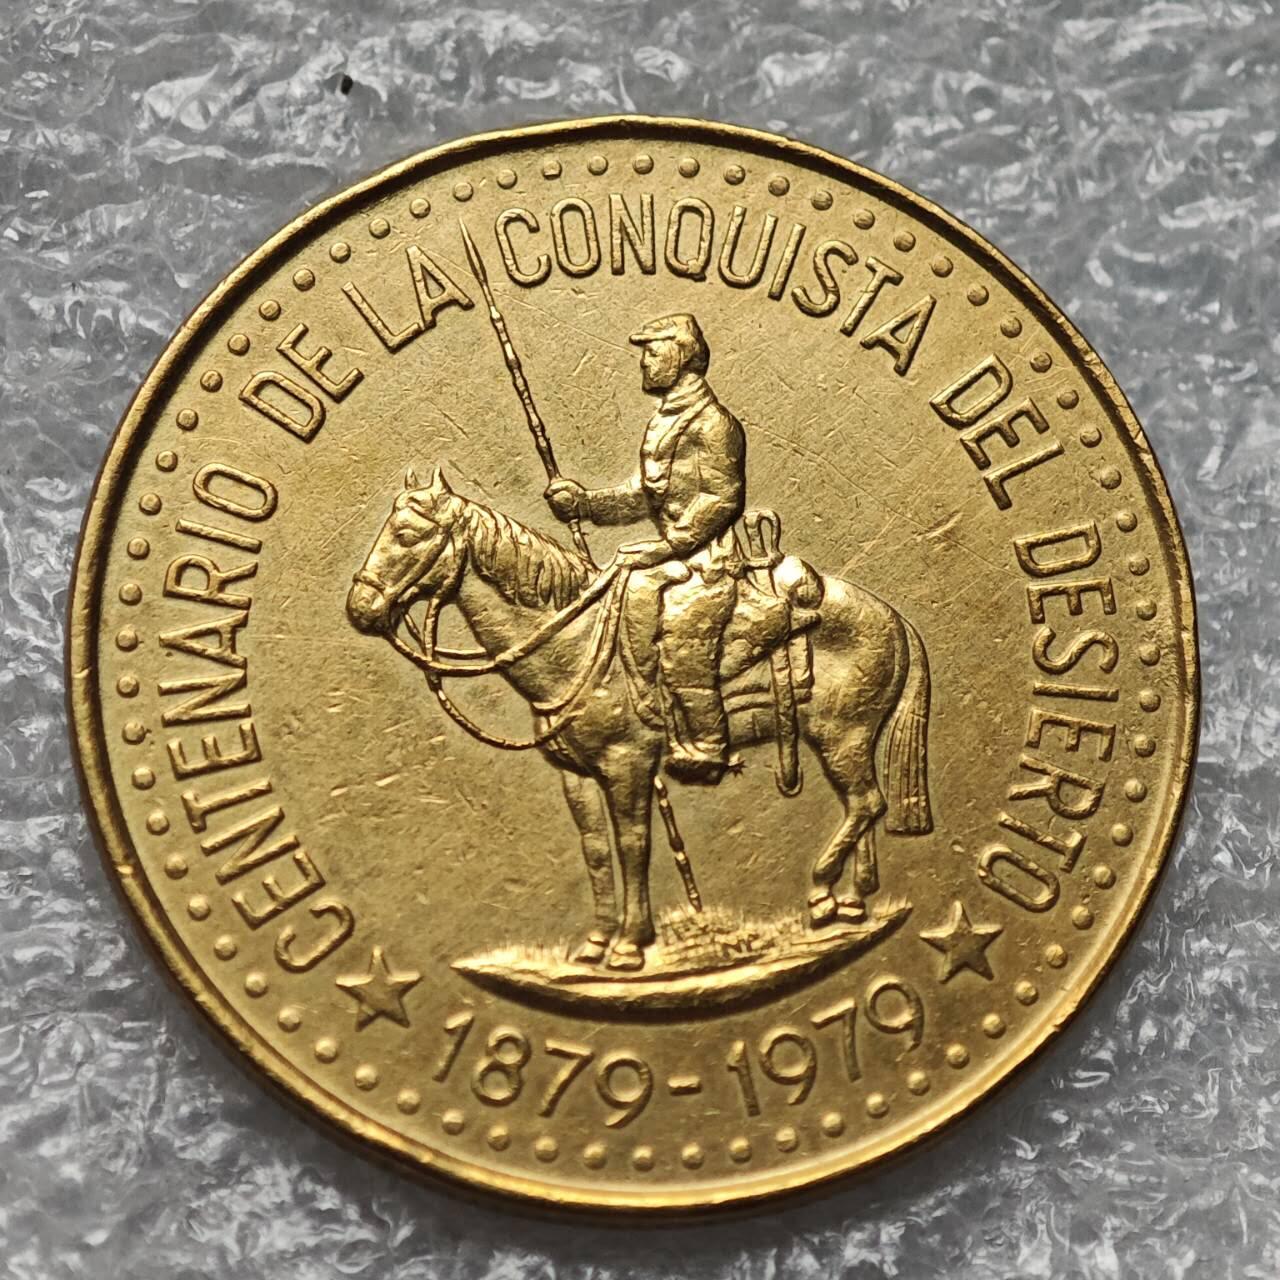 CENTENARIO DE LA CONQUISTA DEL DESIERTO
1879-1979